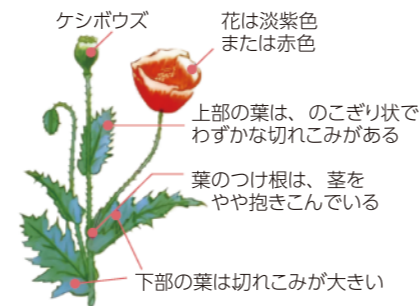 ケシボウズ
花は淡紫色
または赤色
上部の葉は、のこぎり状で
わずかな切れこみがある
葉のつけ根は、茎を
やや抱きこんでいる
下部の葉は切れこみが大きい